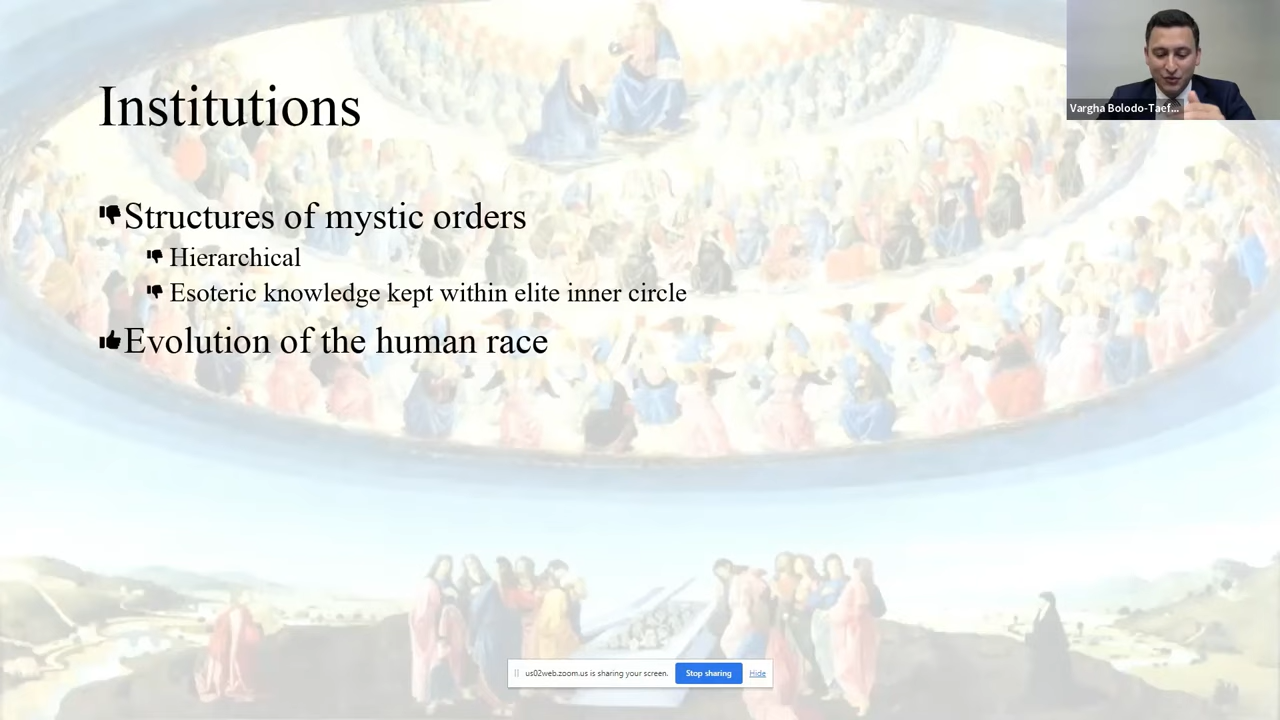 Institutions
Vargha Bolodo-Taef...
Structures of mystic orders
Hierarchical
Esoteric knowledge kept within elite inner circle
Evolution of the human race
us02web.zoom.us is sharing your screen.
Stop sharing
Hide